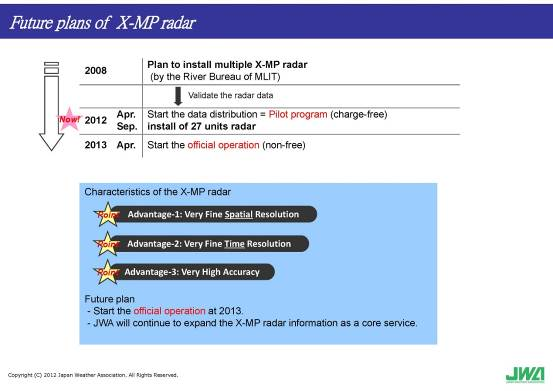 Future plans of X-MP radar
2008 Plan to install multiple X-MP radar
(by the River Bureau of MLIT)
Validate the radar data
Now! 2012 Apr. Start the data distribution = Pilot program (charge-free)
Sep. install of 27 units radar
2013 Apr. Start the official operation (non-free)
Characteristics of the X-MP radar
Point Advantage-1: Very Fine Spatial Resolution
Point Advantage-2: Very Fine Time Resolution
Point Advantage-3: Very High Accuracy
Future plan
- Start the official operation at 2013.
- JWA will continue to expand the X-MP radar information as a core service.
Copyright (C) 2012 Japan Weather Association. All Rights Reserved.
JWA